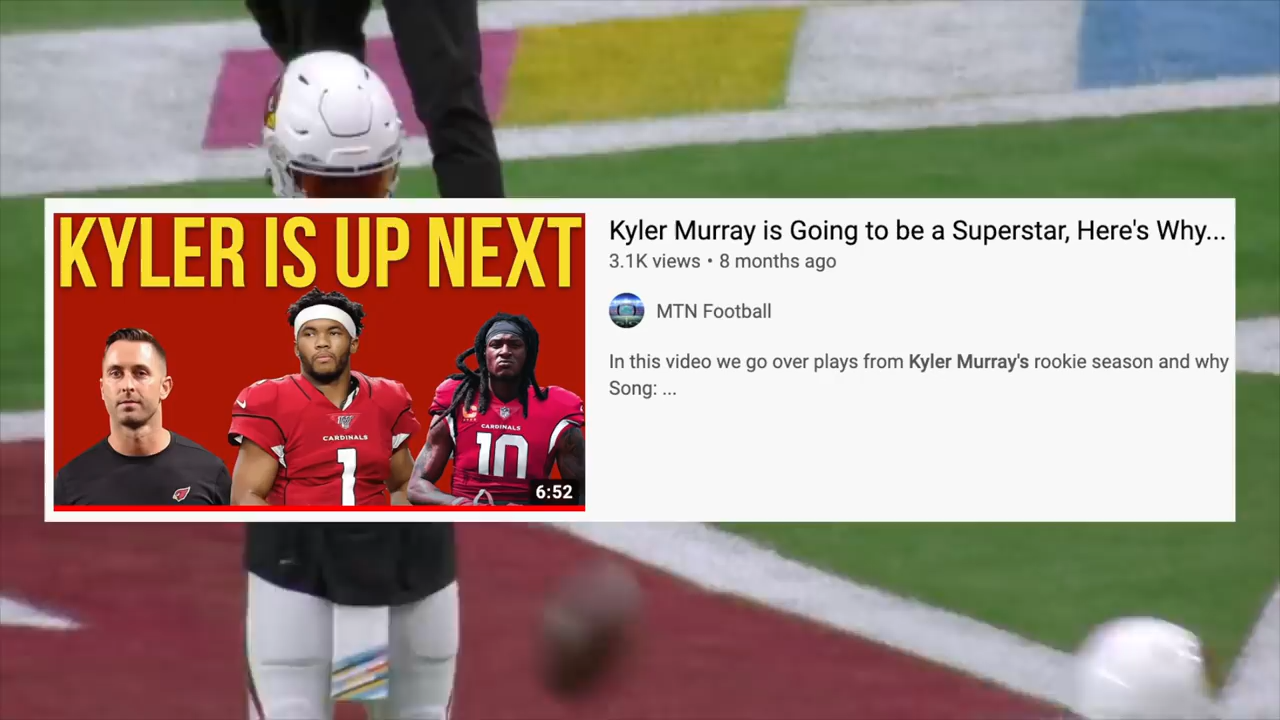 KYLER IS UP NEXT
CARDINALS
1
CARDINALS
10
6:52
Kyler Murray is Going to be a Superstar, Here's Why...
3.1K views • 8 months ago
MTN Football
In this video we go over plays from Kyler Murray's rookie season and why
Song: ...